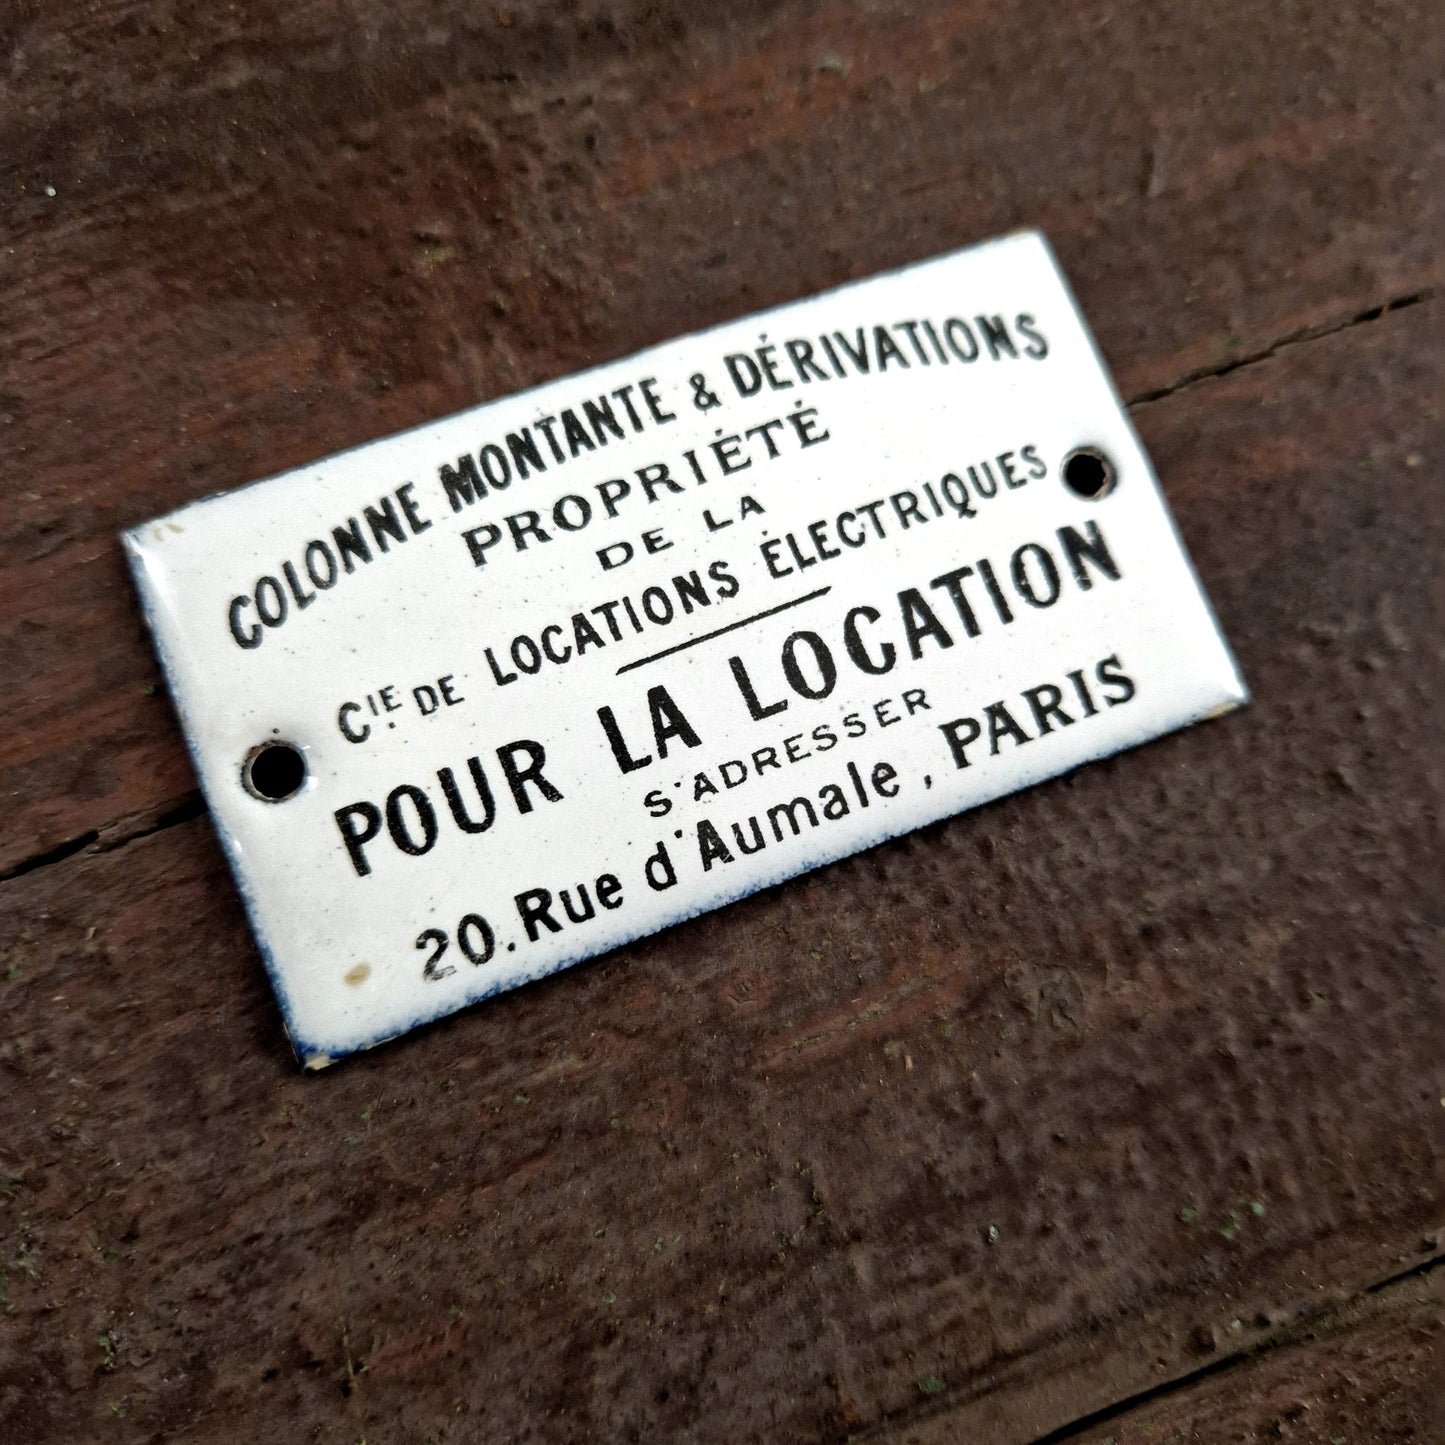 COLONNE MONTANTE & DÉRIVATIONS
PROPRIÉTÉ
DE LA
CIE. DE LOCATIONS ÉLECTRIQUES
POUR LA LOCATION
S'ADRESSER
20. Rue d'Aumale, PARIS